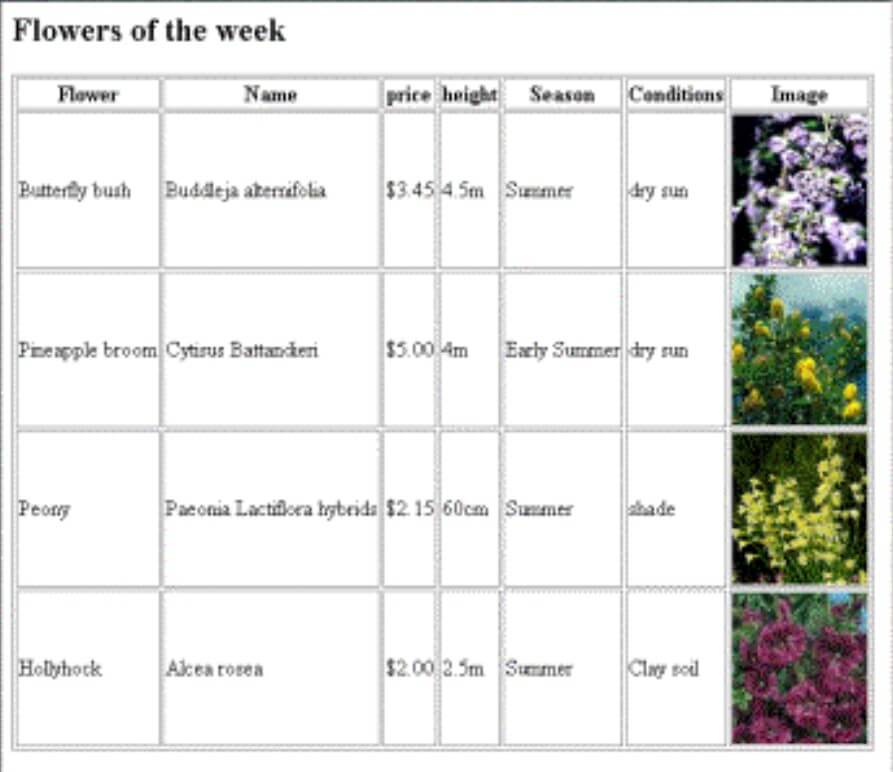 Flowers of the week
Flower Name price height Season Conditions Image
Butterfly bush Buddleja alternifolia $3.45 4.5m Summer dry sun
Pineapple broom Cytisus Battandieri $5.00 4m Early Summer dry sun
Peony Paeonia Lactiflora hybrids $2.15 60cm Summer shade
Hollyhock Alcea rosea $2.00 2.5m Summer Clay soil